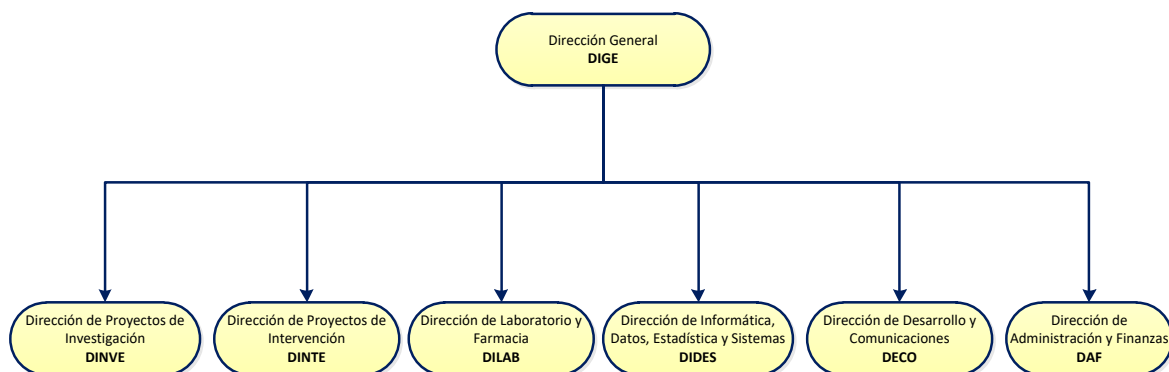 Dirección General
DIGE
Dirección de Proyectos de
Investigación
DINVE
Dirección de Proyectos de
Intervención
DINTE
Dirección de Laboratorio y
Farmacia
DILAB
Dirección de Informática,
Datos, Estadística y Sistemas
DIDES
Dirección de Desarrollo y
Comunicaciones
DECO
Dirección de
Administración y Finanzas
DAF